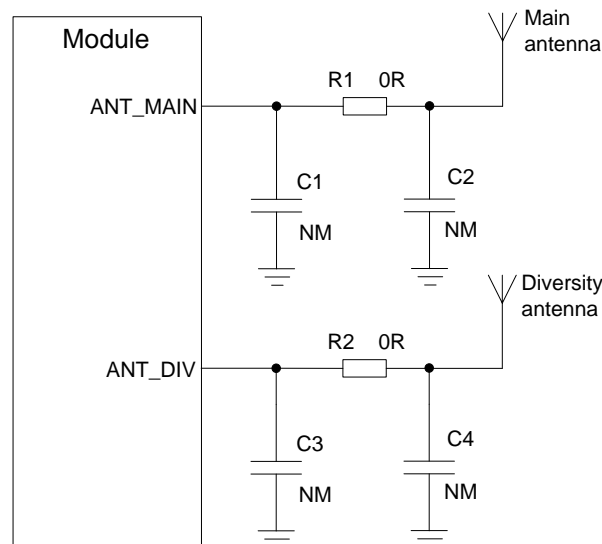 Module
Main
antenna
R1 0R
ANT_MAIN
C1
C2
NM
NM
Diversity
antenna
R2 0R
ANT_DIV
C3
C4
NM
NM